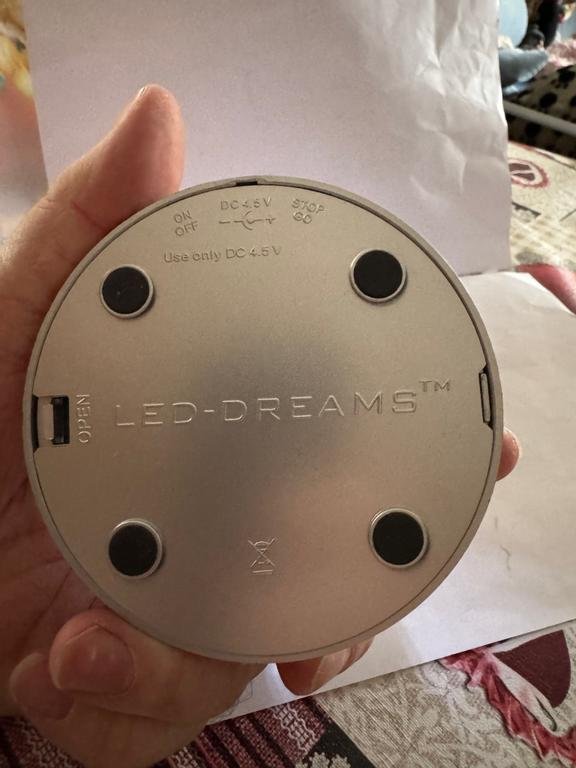 ON
OFF
DC 4.5 V
STOP
GO
Use only DC 4.5 V
OPEN
LED-DREAMS™